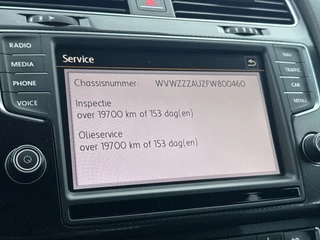 RADIO
MEDIA
PHONE
VOICE
NAV
TRAFFIC
CAR
MENU
Service
Chassisnummer: WVWZZZAUZFW800460
Inspectie
over 19700 km of 153 dag(en)
Olieservice
over 19700 km of 153 dag(en)